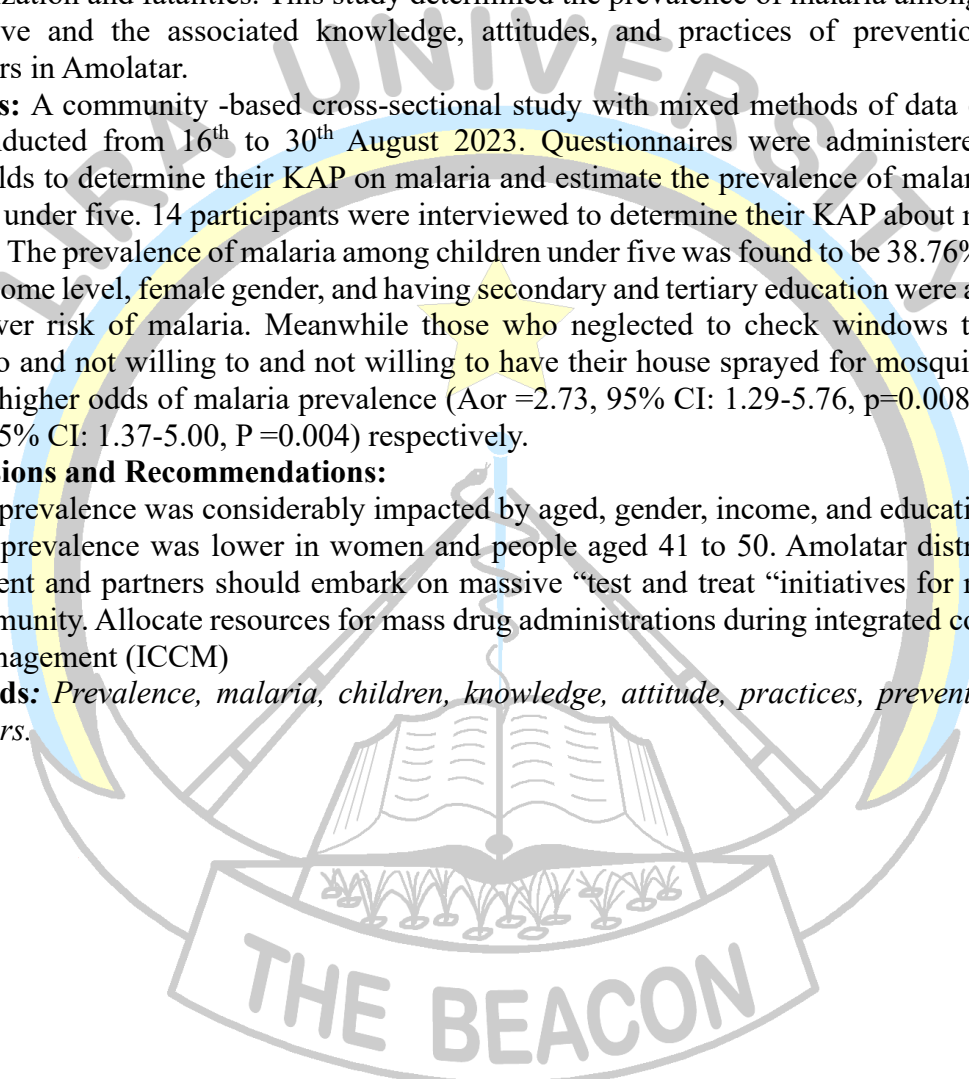 LIRA UNIVERSITY
ization and fatalities. This study determined the prevalence of malaria among
ve and the associated knowledge, attitudes, and practices of preventio
rs in Amolatar.
s: A community -based cross-sectional study with mixed methods of data
ducted from 16th to 30th August 2023. Questionnaires were administere
lds to determine their KAP on malaria and estimate the prevalence of malar
under five. 14 participants were interviewed to determine their KAP about
The prevalence of malaria among children under five was found to be 38.76%
ome level, female gender, and having secondary and tertiary education were a
ver risk of malaria. Meanwhile those who neglected to check windows t
o and not willing to and not willing to have their house sprayed for mosqui
higher odds of malaria prevalence (Aor =2.73, 95% CI: 1.29-5.76, p=0.008
5% CI: 1.37-5.00, P =0.004) respectively.
sions and Recommendations:
prevalence was considerably impacted by aged, gender, income, and educati
prevalence was lower in women and people aged 41 to 50. Amolatar distr
ent and partners should embark on massive “test and treat “initiatives for
munity. Allocate resources for mass drug administrations during integrated co
nagement (ICCM)
ds: Prevalence, malaria, children, knowledge, attitude, practices, prevent
rs.
THE BEACON